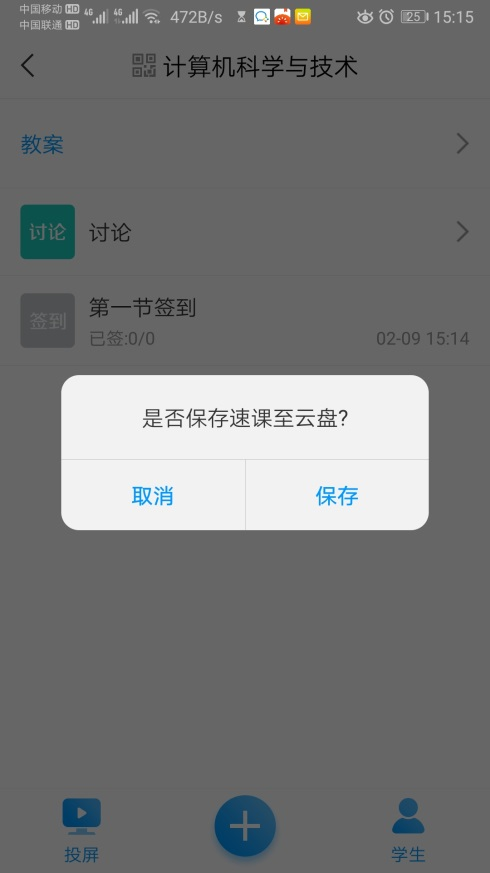 中国移动 HD 4G 4G 472B/s 25 15:15
中国联通 HD
计算机科学与技术
教案
讨论 讨论
签到 第一节签到
已签:0/0 02-09 15:14
是否保存速课至云盘?
取消 保存
投屏 学生